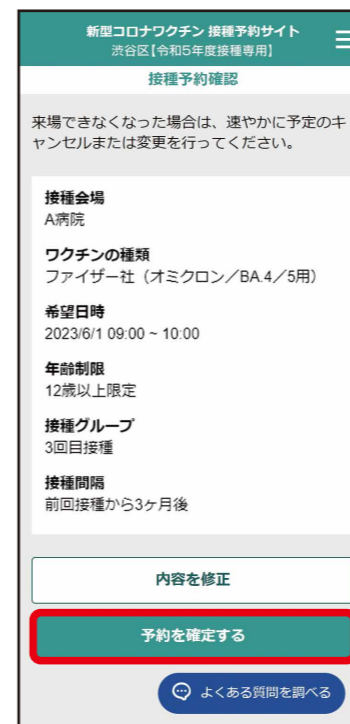 新型コロナワクチン 接種予約サイト
渋谷区【令和5年度接種専用】
接種予約確認
来場できなくなった場合は、速やかに予定のキ
ャンセルまたは変更を行ってください。
接種会場
A病院
ワクチンの種類
ファイザー社（オミクロン／BA.4／5用）
希望日時
2023/6/1 09:00 ~ 10:00
年齢制限
12歳以上限定
接種グループ
3回目接種
接種間隔
前回接種から3ヶ月後
内容を修正
予約を確定する
よくある質問を調べる